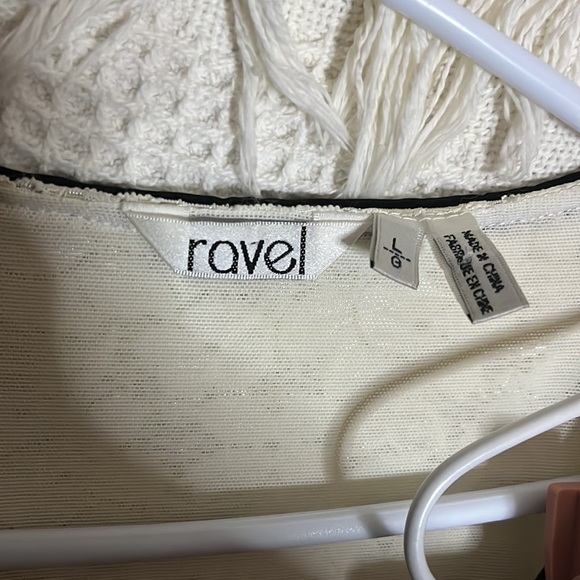 ravel
L
G
MADE IN CHINA
FABRIQUE EN CHINE